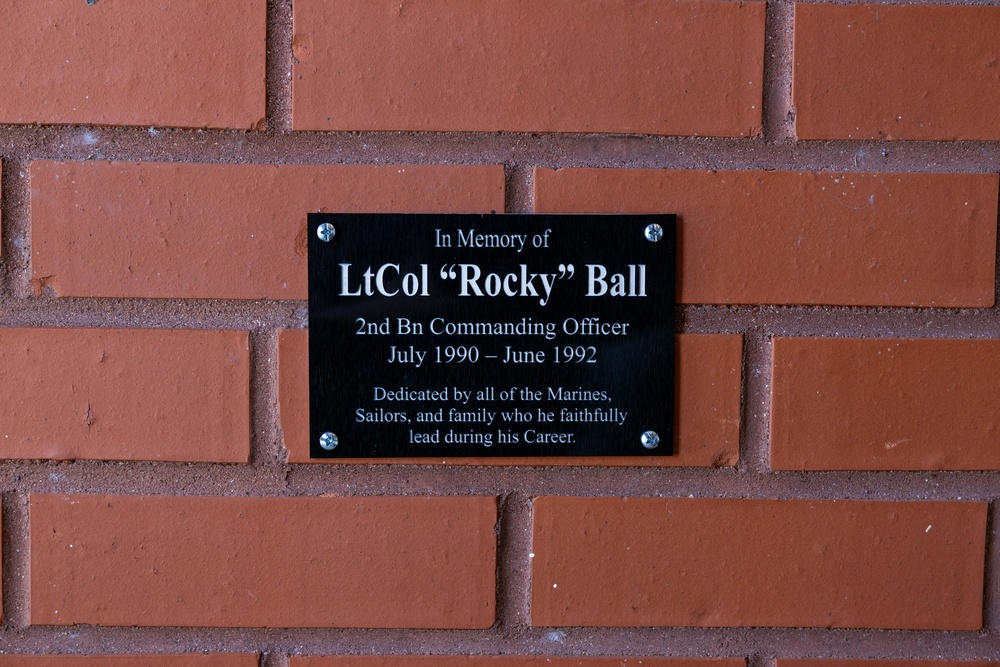 In Memory of
LtCol “Rocky” Ball
2nd Bn Commanding Officer
July 1990 – June 1992
Dedicated by all of the Marines,
Sailors, and family who he faithfully
lead during his Career.